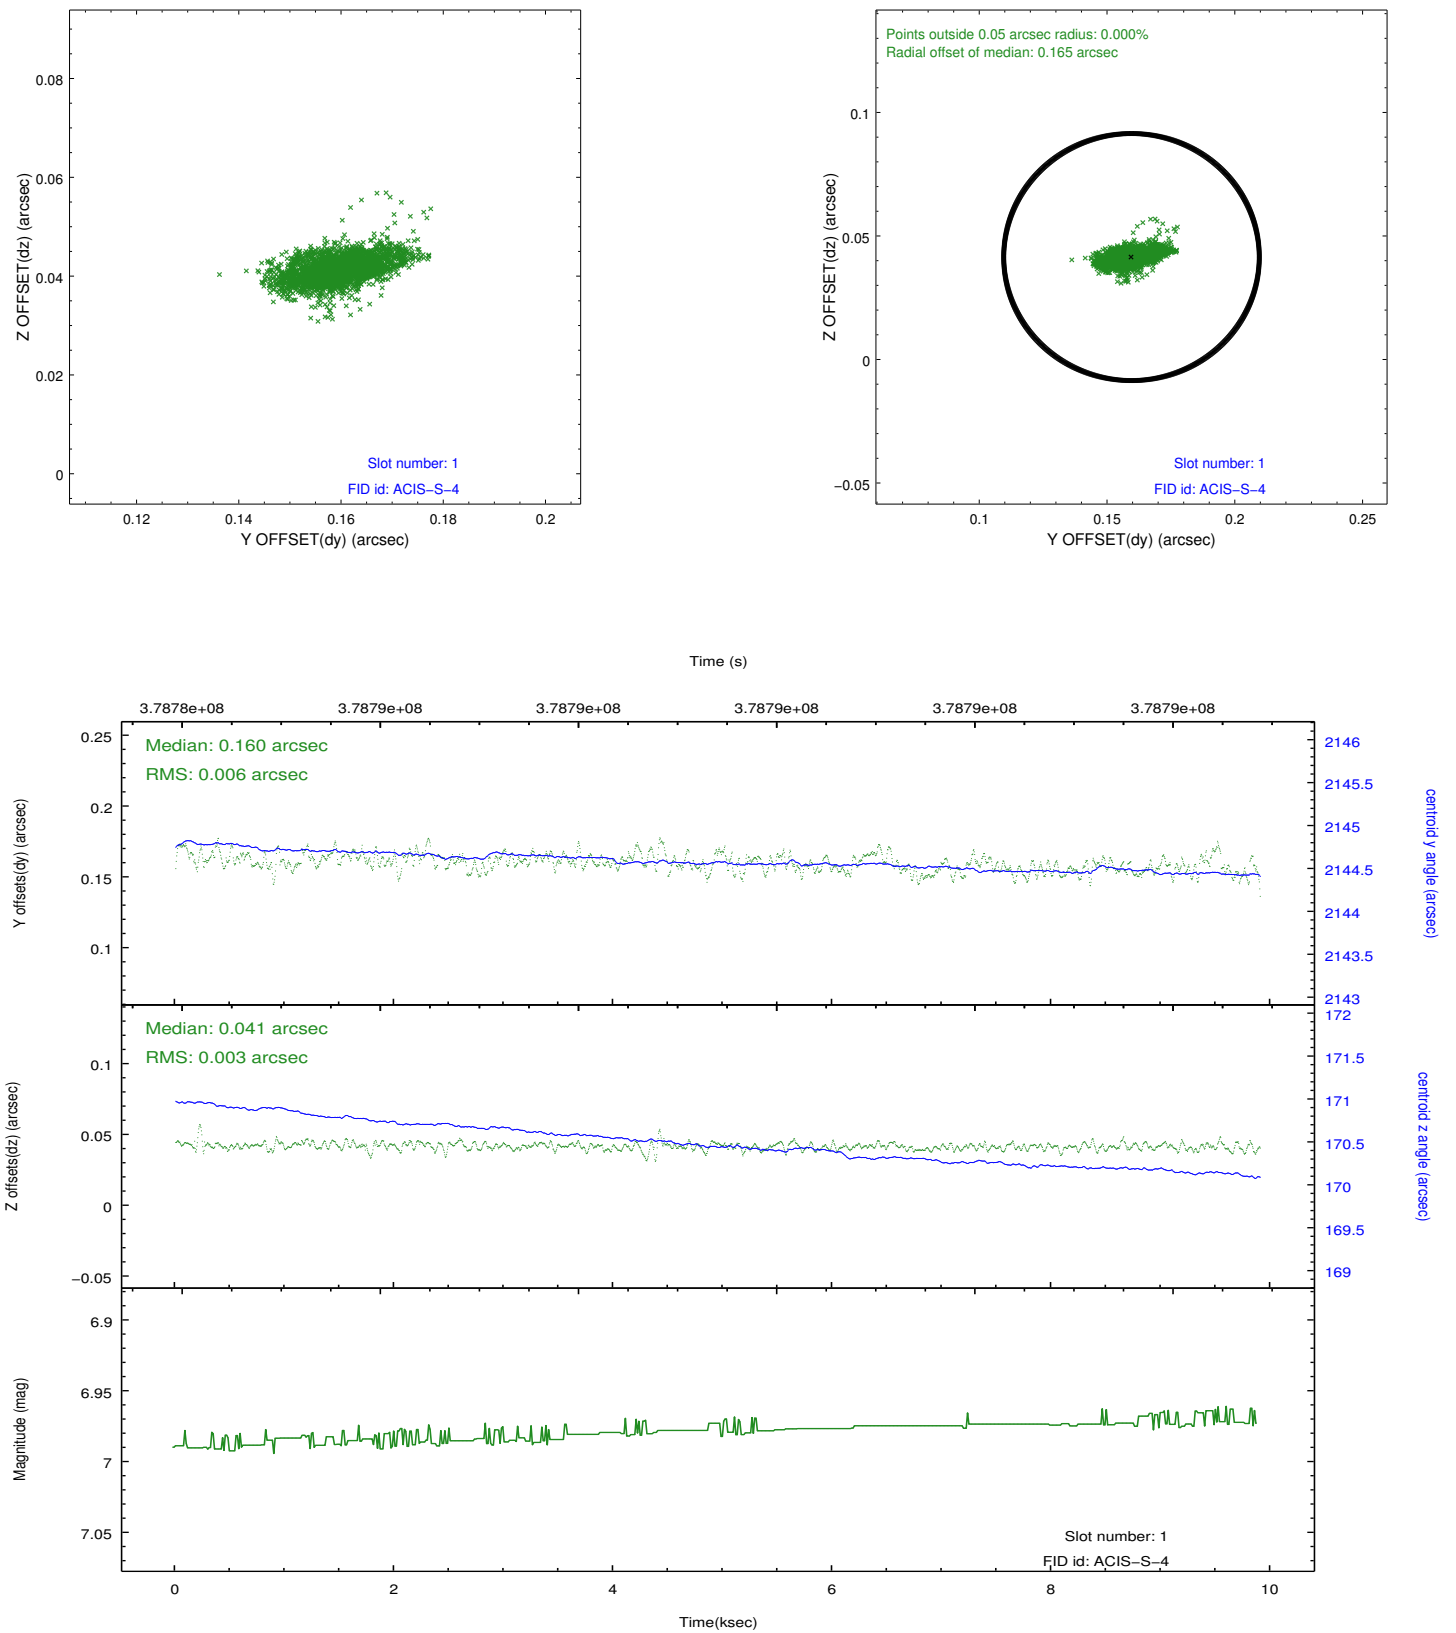 0.08
0.06
0.04
0.02
0
Z OFFSET(dz) (arcsec)
Slot number: 1
FID id: ACIS−S−4
0.12
0.14
0.16
0.18
0.2
Y OFFSET(dy) (arcsec)
Points outside 0.05 arcsec radius: 0.000%
Radial offset of median: 0.165 arcsec
0.1
0.05
0
−0.05
Z OFFSET(dz) (arcsec)
Slot number: 1
FID id: ACIS−S−4
0.1
0.15
0.2
0.25
Y OFFSET(dy) (arcsec)
Time (s)
3.7878e+08
3.7879e+08
3.7879e+08
3.7879e+08
3.7879e+08
3.7879e+08
Median: 0.160 arcsec
RMS: 0.006 arcsec
0.25
0.2
0.15
0.1
Y offsets(dy) (arcsec)
2146
2145.5
2145
2144.5
2144
2143.5
2143
centroid y angle (arcsec)
Median: 0.041 arcsec
RMS: 0.003 arcsec
0.1
0.05
0
−0.05
Z offsets(dz) (arcsec)
172
171.5
171
170.5
170
169.5
169
centroid z angle (arcsec)
6.9
6.95
7
7.05
Magnitude (mag)
Slot number: 1
FID id: ACIS−S−4
0
2
4
6
8
10
Time(ksec)